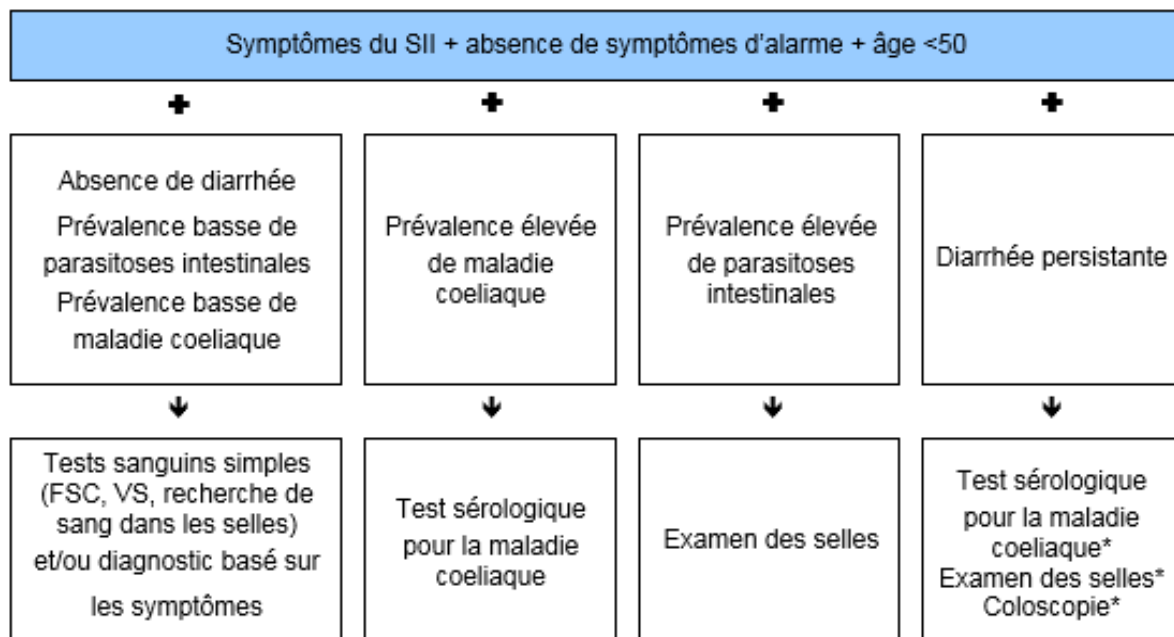 Symptômes du SII + absence de symptômes d'alarme + âge <50
+
+
+
+
Absence de diarrhée
Prévalence basse de
parasitoses intestinales
Prévalence basse de
maladie coeliaque
Prévalence élevée
de maladie
coeliaque
Prévalence élevée
de parasitoses
intestinales
Diarrhée persistante
Tests sanguins simples
(FSC, VS, recherche de
sang dans les selles)
et/ou diagnostic basé sur
les symptômes
Test sérologique
pour la maladie
coeliaque
Examen des selles
Test sérologique
pour la maladie
coeliaque*
Examen des selles*
Coloscopie*